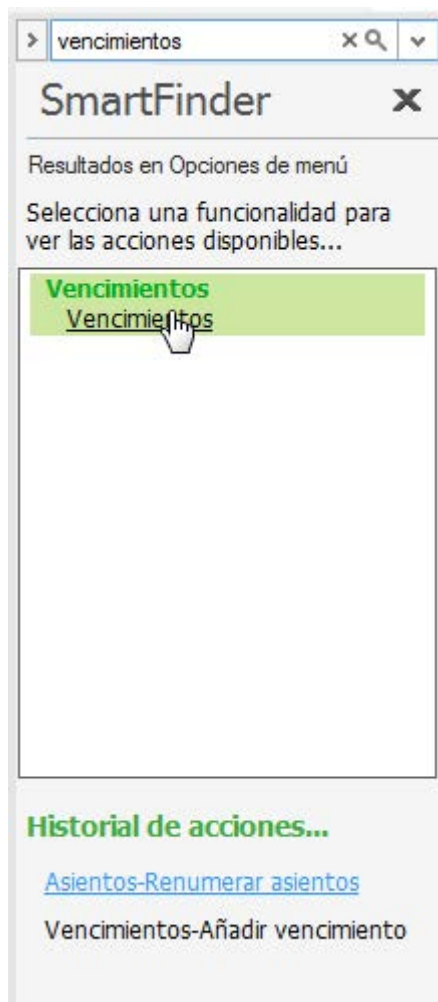 vencimientos
SmartFinder
Resultados en Opciones de menú
Selecciona una funcionalidad para
ver las acciones disponibles...
Vencimientos
Vencimientos
Historial de acciones...
Asientos-Renumerar asientos
Vencimientos-Añadir vencimiento